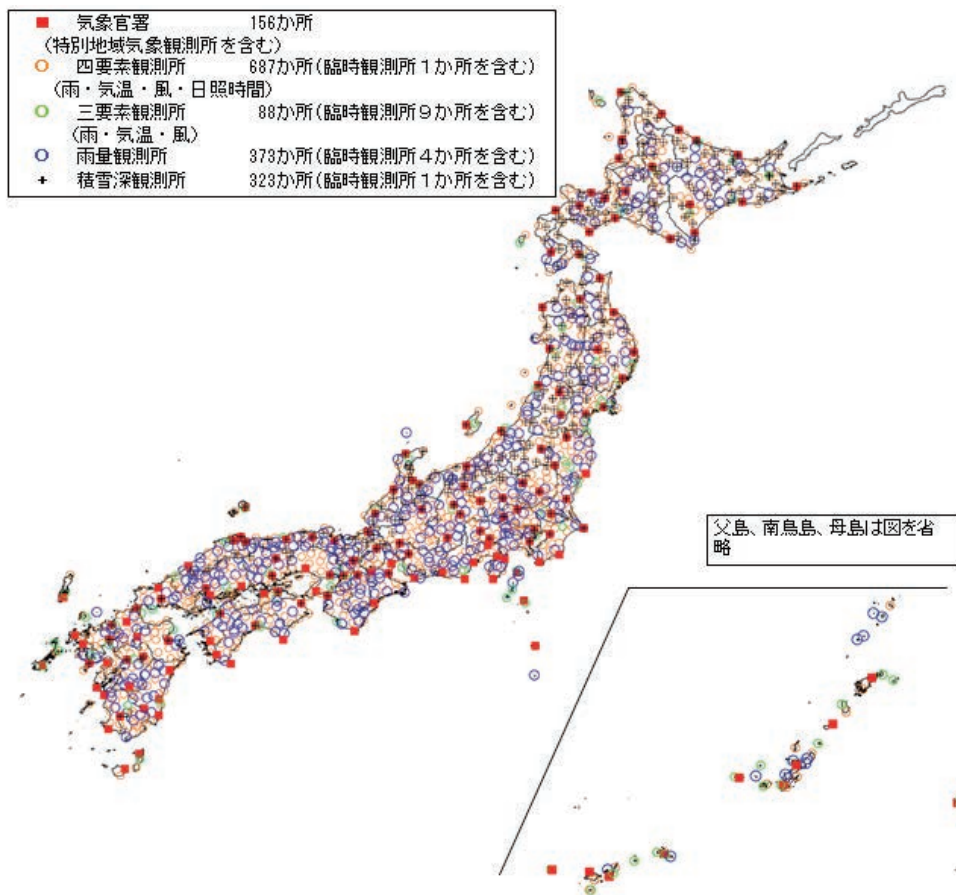 気象官署 156か所
(特別地域気象観測所を含む)
四要素観測所 687か所(臨時観測所1か所を含む)
(雨・気温・風・日照時間)
三要素観測所 88か所(臨時観測所9か所を含む)
(雨・気温・風)
雨量観測所 373か所(臨時観測所4か所を含む)
積雪深観測所 323か所(臨時観測所1か所を含む)
父島、南鳥島、母島は図を省
略